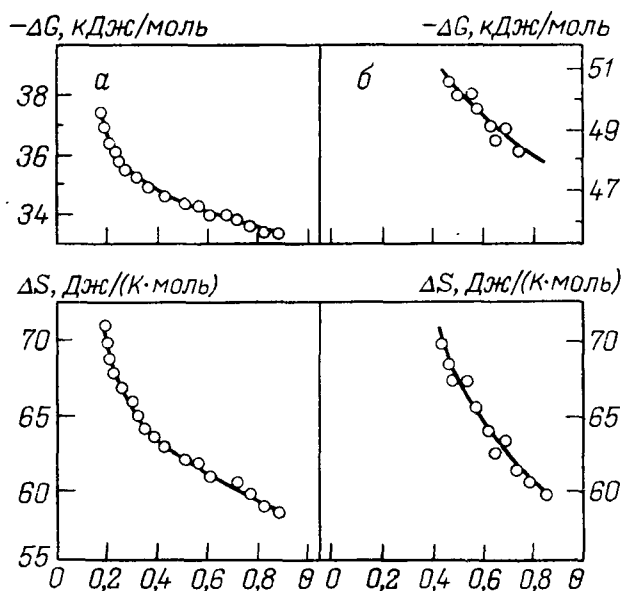 −ΔG, кДж/моль
−ΔG, кДж/моль
а
б
38
36
34
51
49
47
ΔS, Дж/(К·моль)
ΔS, Дж/(К·моль)
70
65
60
55
70
65
60
0 0,2 0,4 0,6 0,8 θ
0,2 0,4 0,6 0,8 θ